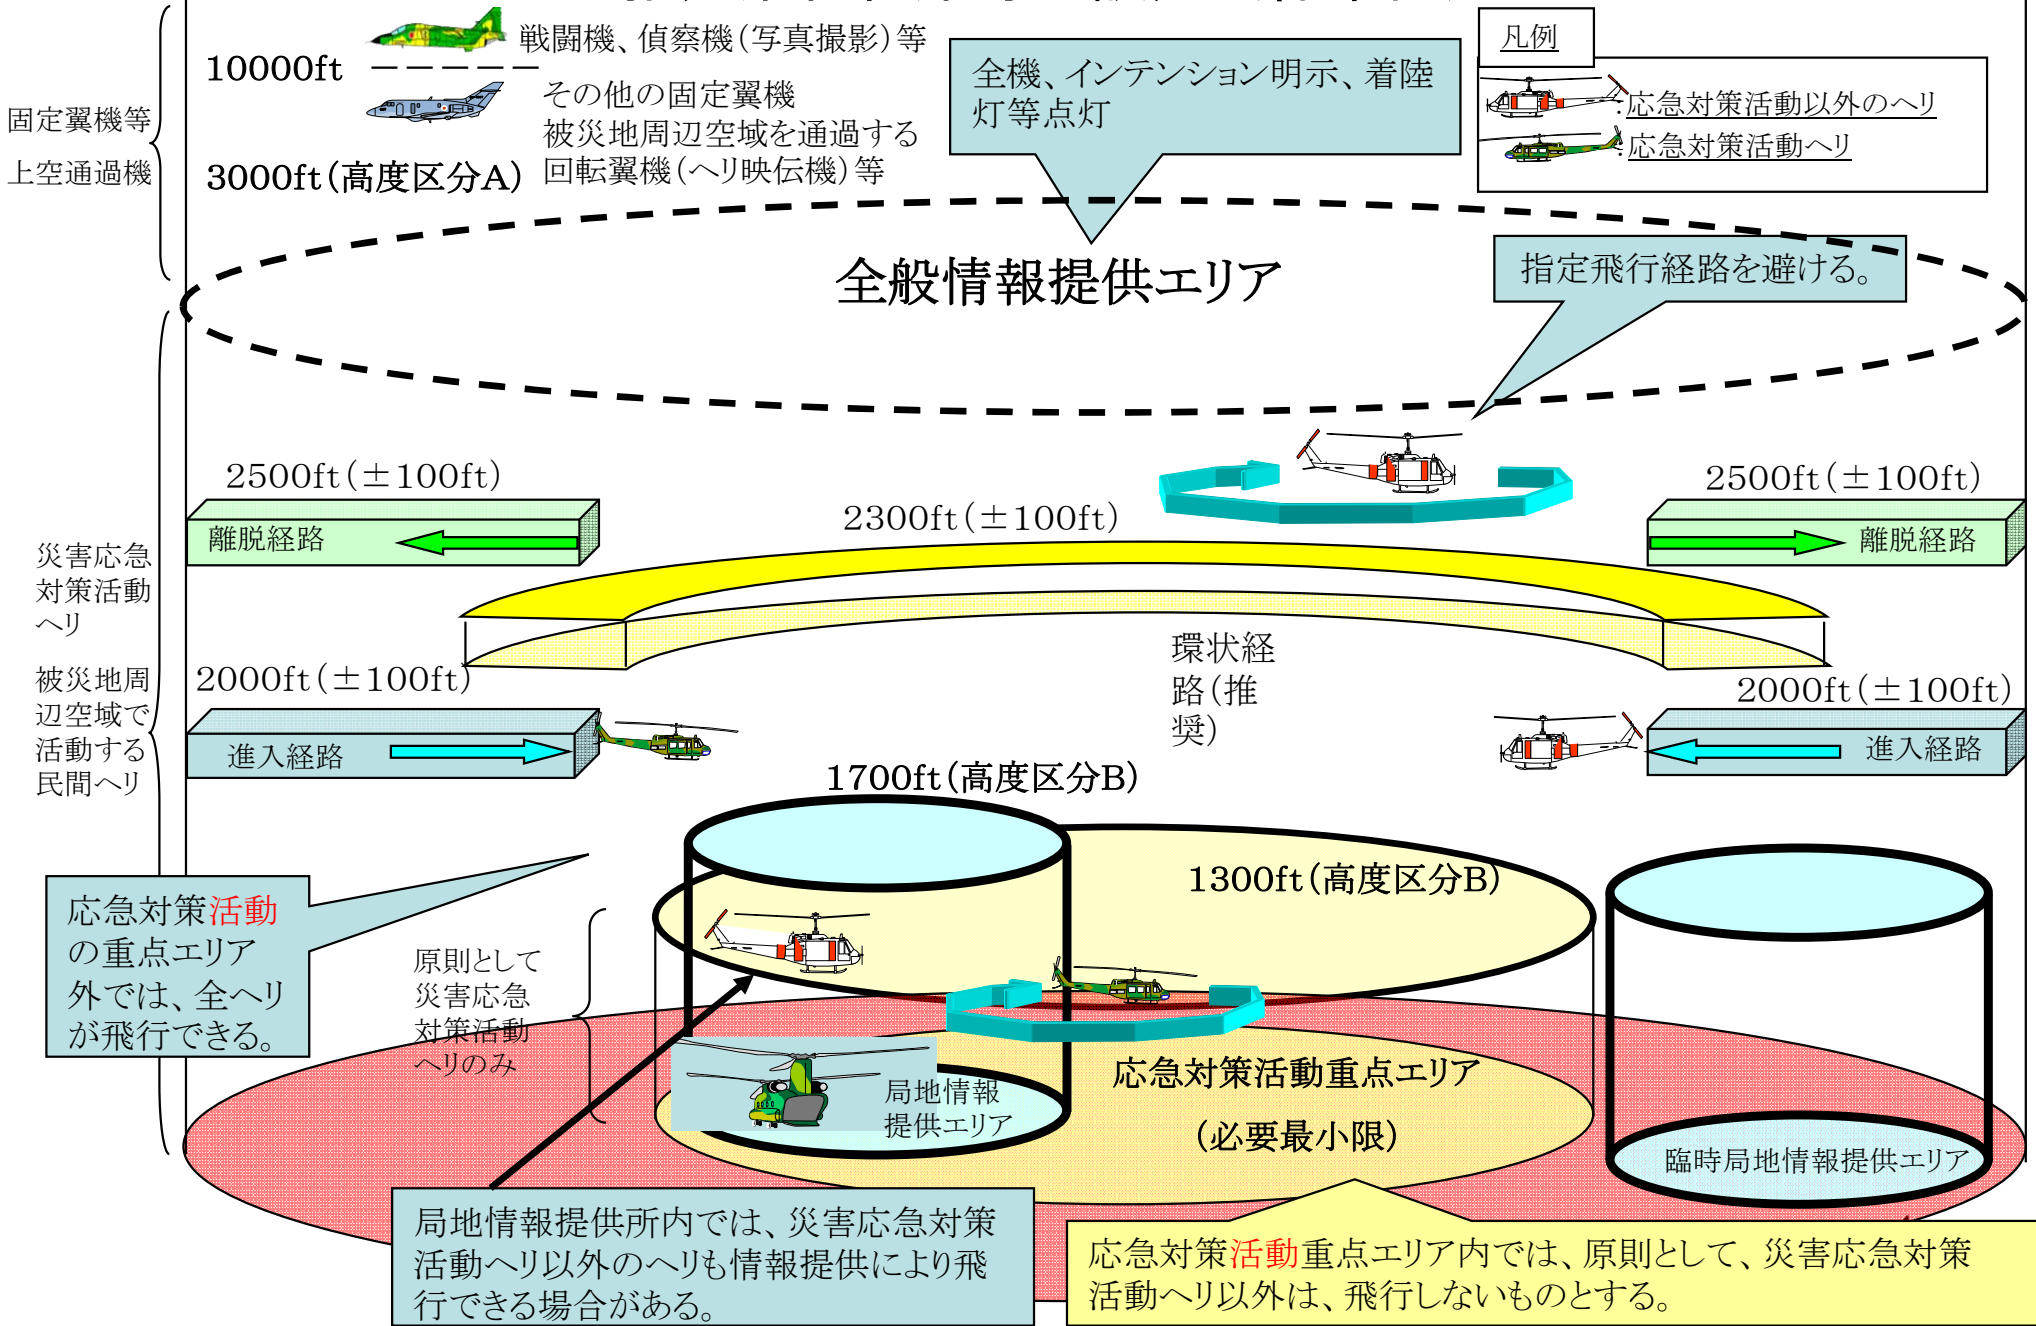 戦闘機、偵察機(写真撮影)等
10000ft
その他の固定翼機
被災地周辺空域を通過する
回転翼機(ヘリ映伝機)等
3000ft(高度区分A)
固定翼機等
上空通過機
全機、インテンション明示、着陸
灯等点灯
凡例
:応急対策活動以外のヘリ
:応急対策活動ヘリ
全般情報提供エリア
指定飛行経路を避ける。
2500ft(±100ft)
離脱経路
2300ft(±100ft)
2500ft(±100ft)
離脱経路
災害応急
対策活動
ヘリ
被災地周
辺空域で
活動する
民間ヘリ
環状経
路(推
奨)
2000ft(±100ft)
進入経路
2000ft(±100ft)
進入経路
1700ft(高度区分B)
1300ft(高度区分B)
応急対策活動
の重点エリア
外では、全ヘリ
が飛行できる。
原則として
災害応急
対策活動
ヘリのみ
局地情報
提供エリア
応急対策活動重点エリア
(必要最小限)
臨時局地情報提供エリア
局地情報提供所内では、災害応急対策
活動ヘリ以外のヘリも情報提供により飛
行できる場合がある。
応急対策活動重点エリア内では、原則として、災害応急対策
活動ヘリ以外は、飛行しないものとする。